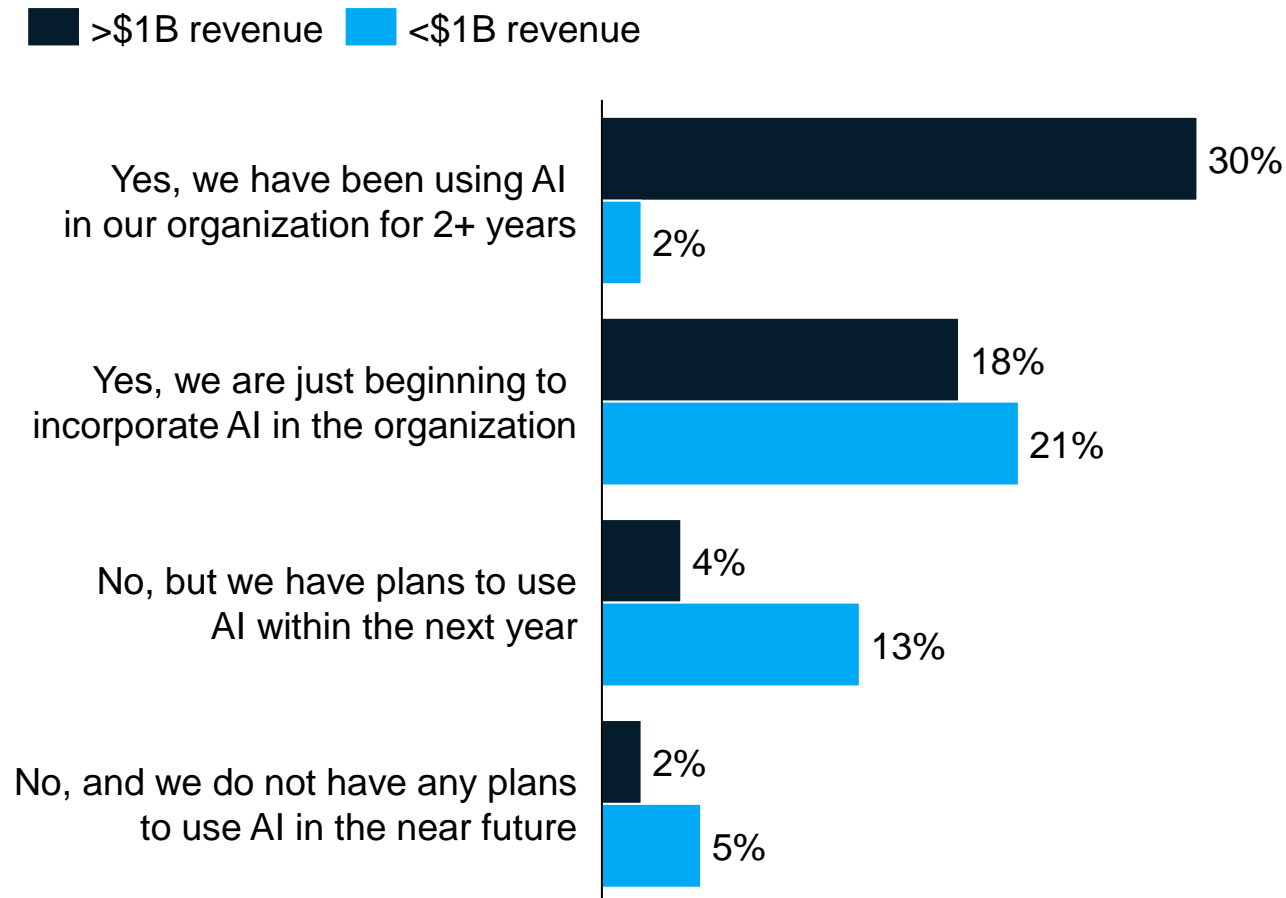 >$1B revenue <$1B revenue
Yes, we have been using AI
in our organization for 2+ years
30%
2%
Yes, we are just beginning to
incorporate AI in the organization
18%
21%
No, but we have plans to use
AI within the next year
4%
13%
No, and we do not have any plans
to use AI in the near future
2%
5%